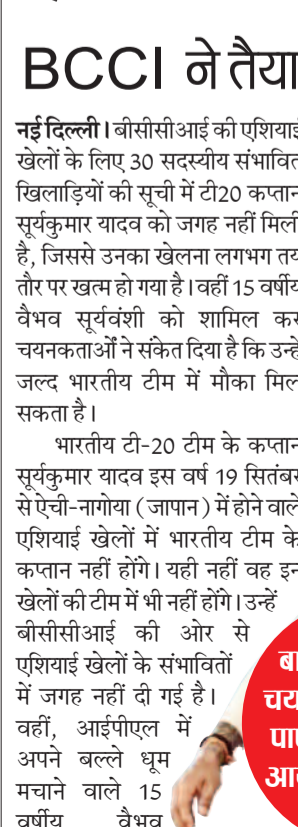 BCCI ने तैया
नई दिल्ली। बीसीसीआई की एशियाई
खेलों के लिए 30 सदस्यीय संभावित
खिलाड़ियों की सूची में टी20 कप्तान
सूर्यकुमार यादव को जगह नहीं मिली
है, जिससे उनका खेलना लगभग तय
तौर पर खत्म हो गया है। वहीं 15 वर्षीय
वैभव सूर्यवंशी को शामिल कर
चयनकर्ताओं ने संकेत दिया है कि उन्हें
जल्द भारतीय टीम में मौका मिल
सकता है।
भारतीय टी-20 टीम के कप्तान
सूर्यकुमार यादव इस वर्ष 19 सितंबर
से ऐची-नागोया (जापान) में होने वाले
एशियाई खेलों में भारतीय टीम के
कप्तान नहीं होंगे। यही नहीं वह इन
खेलों की टीम में भी नहीं होंगे। उन्हें
बीसीसीआई की ओर से
एशियाई खेलों के संभावितों
में जगह नहीं दी गई है।
वहीं, आईपीएल में
अपने बल्ले धूम
मचाने वाले 15
वर्षीय वैभव
बा
चय
पा
आ